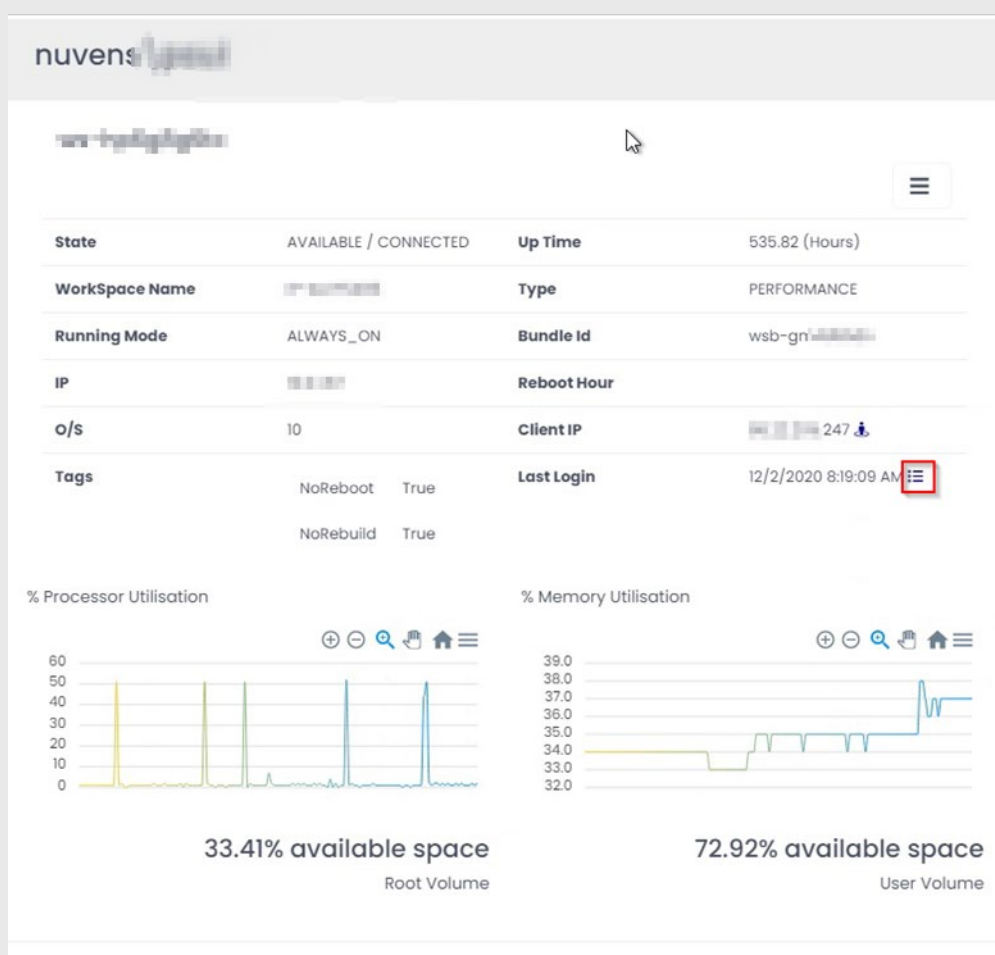 nuvens
State AVAILABLE / CONNECTED Up Time 535.82 (Hours)
WorkSpace Name Type PERFORMANCE
Running Mode ALWAYS_ON Bundle Id wsb-gn
IP Reboot Hour
O/S 10 Client IP 247
Tags Last Login 12/2/2020 8:19:09 AM
NoReboot True
NoRebuild True
% Processor Utilisation % Memory Utilisation
60 39.0
50 38.0
40 37.0
30 36.0
20 35.0
10 34.0
0 33.0
32.0
33.41% available space 72.92% available space
Root Volume User Volume